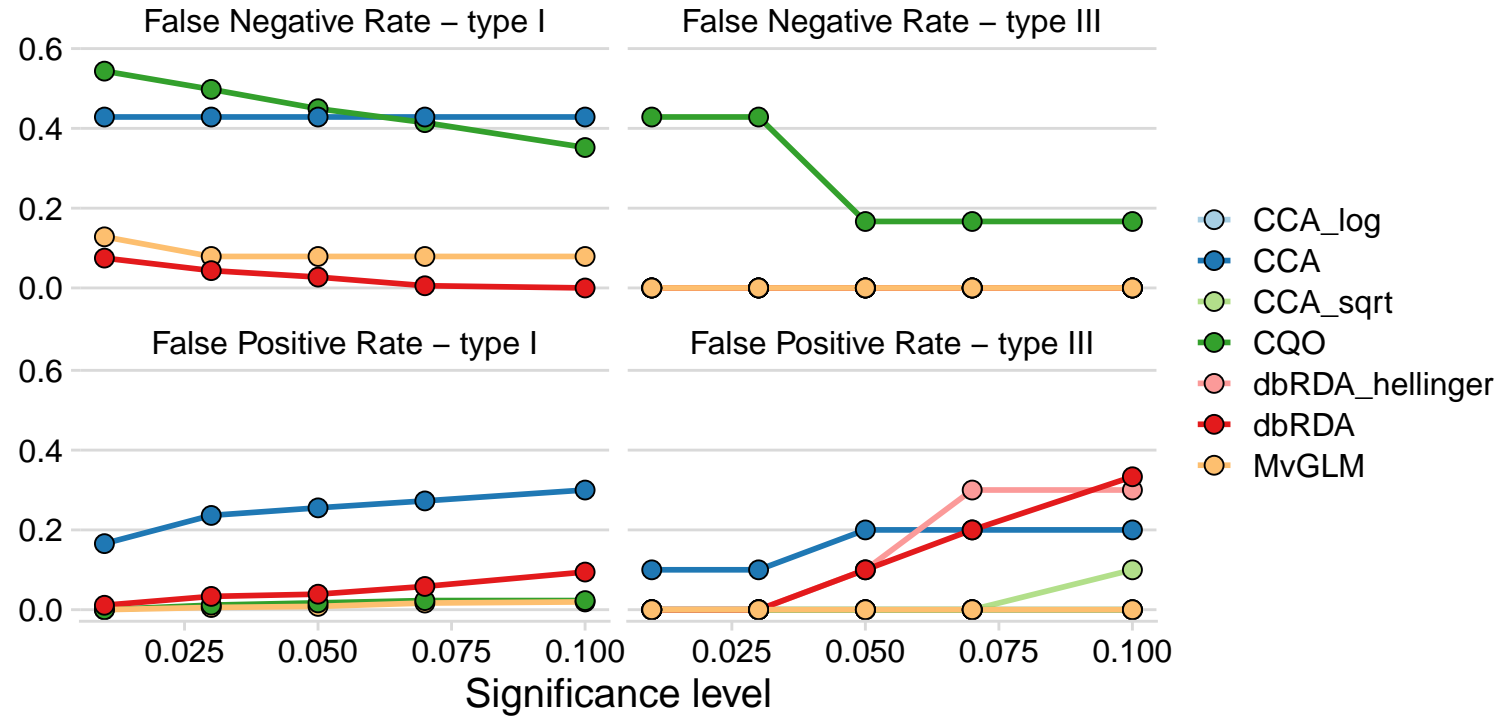 False Negative Rate – type I
False Negative Rate – type III
0.6
0.4
0.2
0.0
False Positive Rate – type I
False Positive Rate – type III
0.6
0.4
0.2
0.0
0.025 0.050 0.075 0.100
0.025 0.050 0.075 0.100
Significance level
CCA_log
CCA
CCA_sqrt
CQO
dbRDA_hellinger
dbRDA
MvGLM